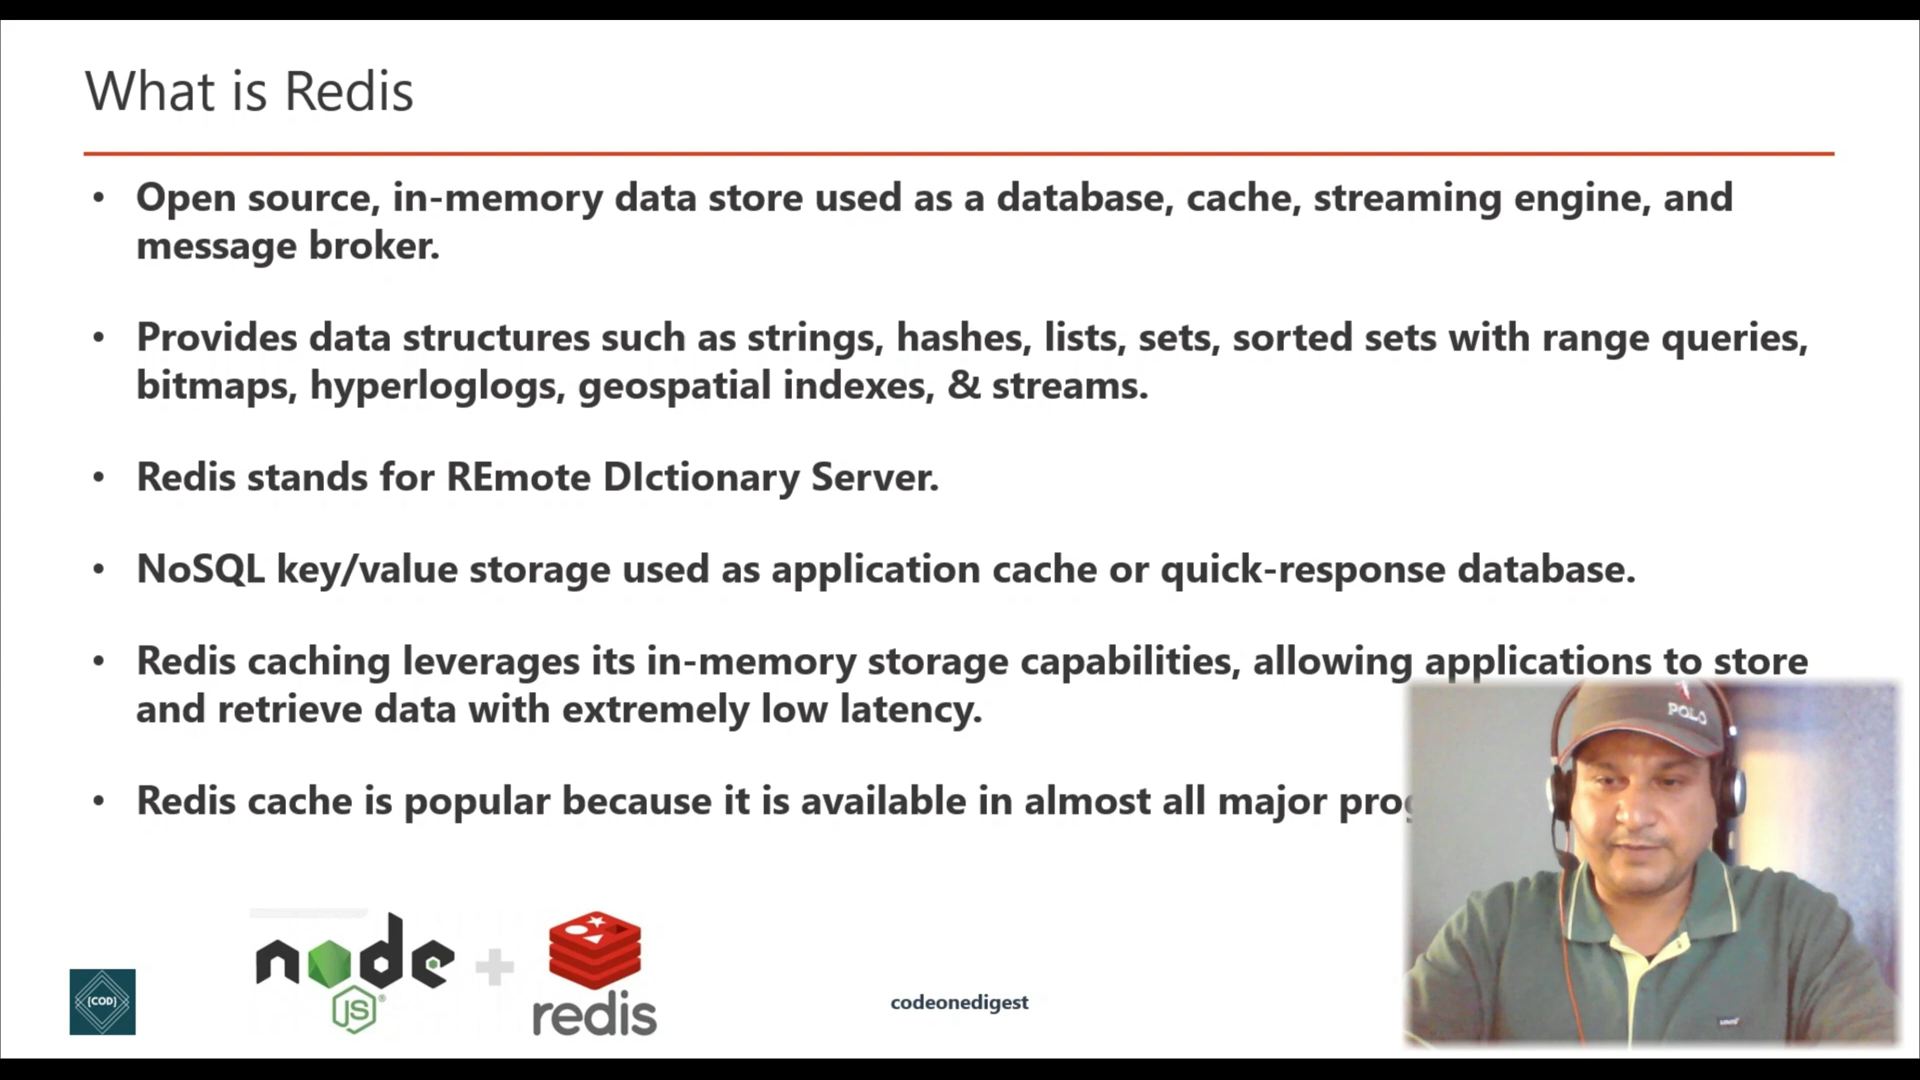 What is Redis
• Open source, in-memory data store used as a database, cache, streaming engine, and
message broker.
• Provides data structures such as strings, hashes, lists, sets, sorted sets with range queries,
bitmaps, hyperloglogs, geospatial indexes, & streams.
• Redis stands for REmote DIctionary Server.
• NoSQL key/value storage used as application cache or quick-response database.
• Redis caching leverages its in-memory storage capabilities, allowing applications to store
and retrieve data with extremely low latency.
• Redis cache is popular because it is available in almost all major
POLO
node
JS®
+
redis
{COD}
codeonedigest